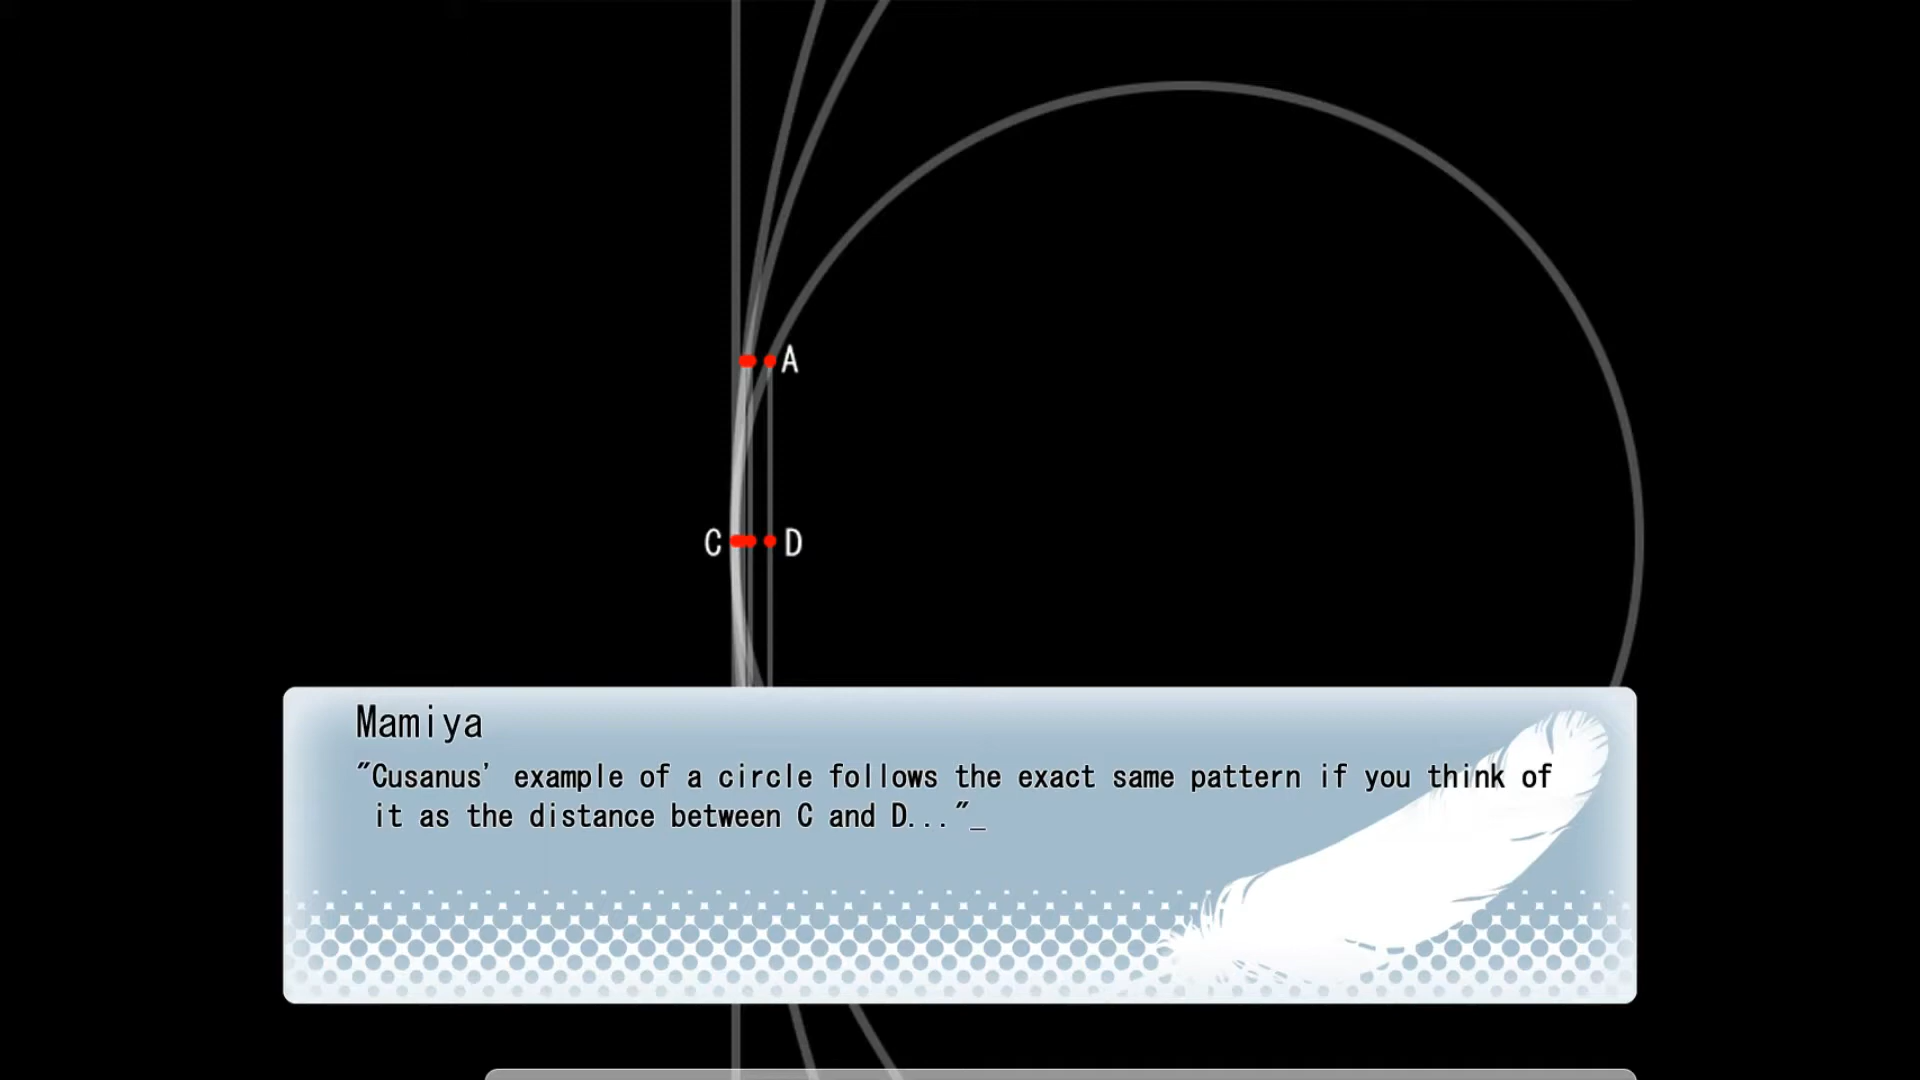 A
C D
Mamiya
"Cusanus' example of a circle follows the exact same pattern if you think of
it as the distance between C and D..."_